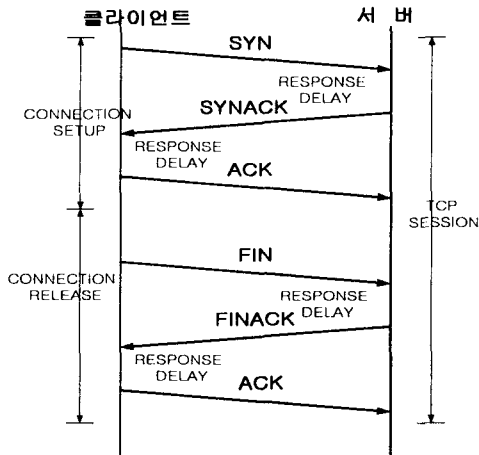 클라이언트 서 버
SYN
RESPONSE
DELAY
CONNECTION
SETUP
SYNACK
RESPONSE
DELAY
ACK
TCP
SESSION
FIN
CONNECTION
RELEASE
RESPONSE
DELAY
FINACK
RESPONSE
DELAY
ACK